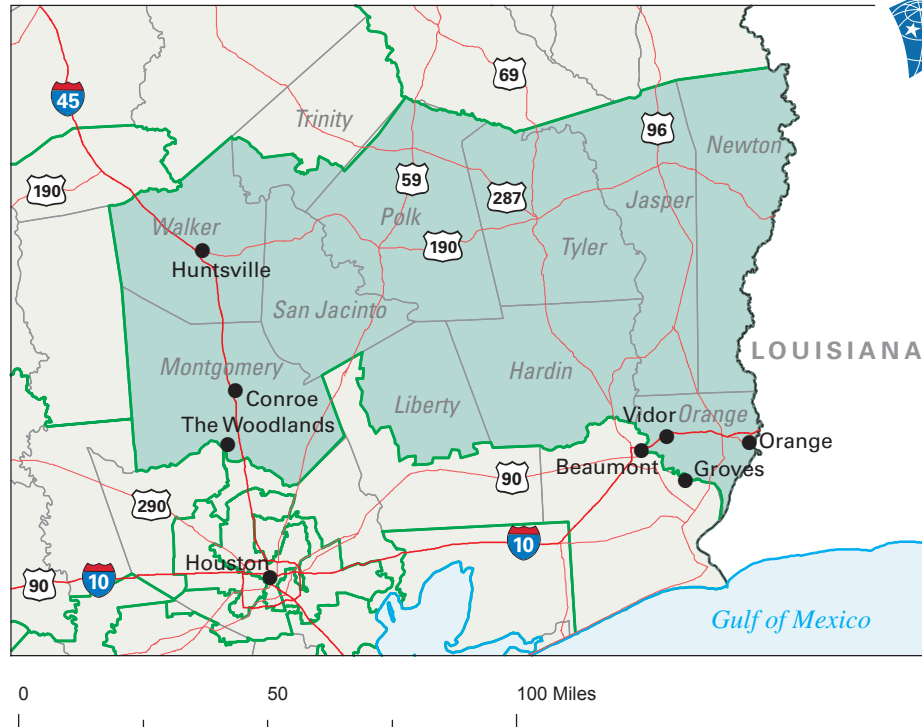 69
45
Trinity
96
Newton
190
59
287
Jasper
Polk
Walker
190
Tyler
Huntsville
San Jacinto
LOUISIANA
Montgomery
Hardin
Conroe
Liberty
The Woodlands
Vidor
Orange
Orange
Beaumont
Groves
90
290
10
Houston
90
10
Gulf of Mexico
0 50 100 Miles